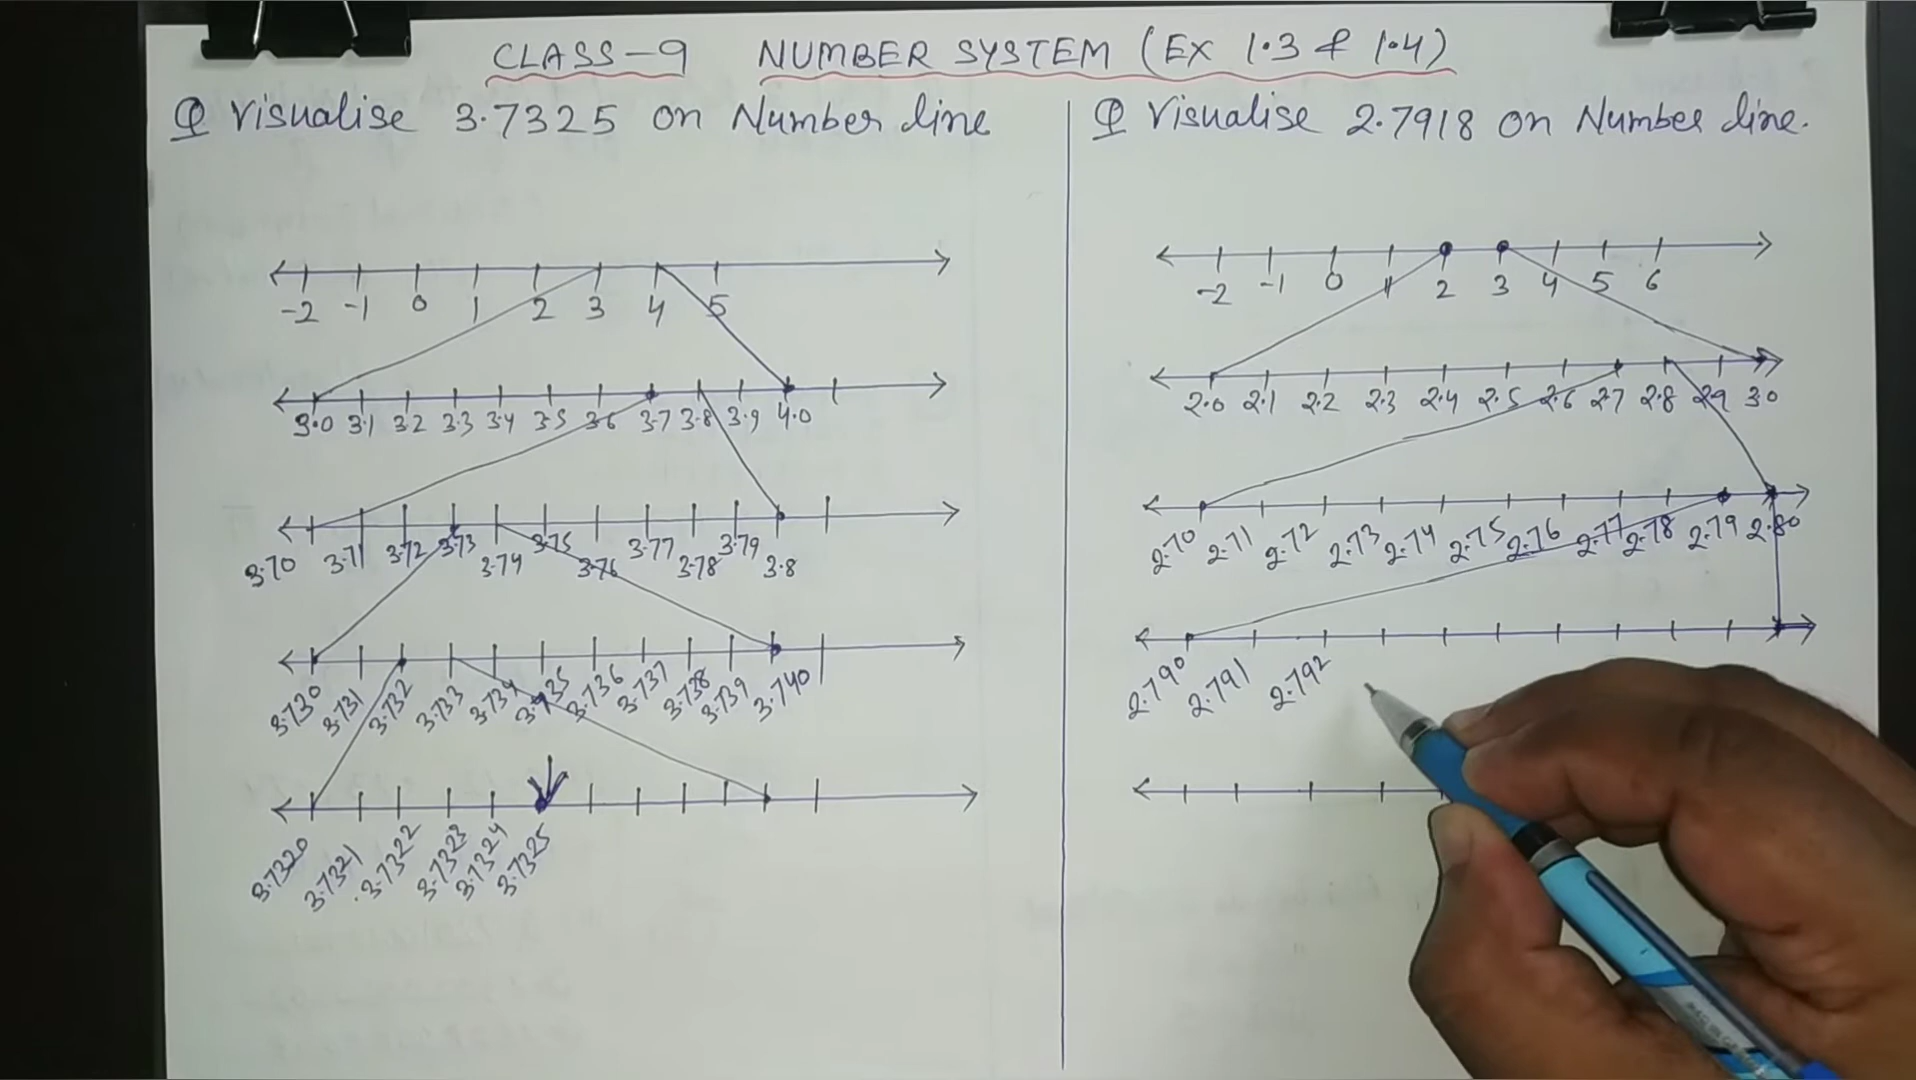 CLASS-9 NUMBER SYSTEM (EX 1.3 & 1.4)
Q Visualise 3.7325 on Number line
-2 -1 0 1 2 3 4 5
3.0 3.1 3.2 3.3 3.4 3.5 3.6 3.7 3.8 3.9 4.0
3.70 3.71 3.72 3.73 3.74 3.75 3.76 3.77 3.78 3.79 3.8
3.730 3.731 3.732 3.733 3.734 3.735 3.736 3.737 3.738 3.739 3.740
3.7320 3.7321 3.7322 3.7323 3.7324 3.7325
Q Visualise 2.7918 on Number line.
-2 -1 0 1 2 3 4 5 6
2.0 2.1 2.2 2.3 2.4 2.5 2.6 2.7 2.8 2.9 3.0
2.70 2.71 2.72 2.73 2.74 2.75 2.76 2.77 2.78 2.79 2.80
2.790 2.791 2.792